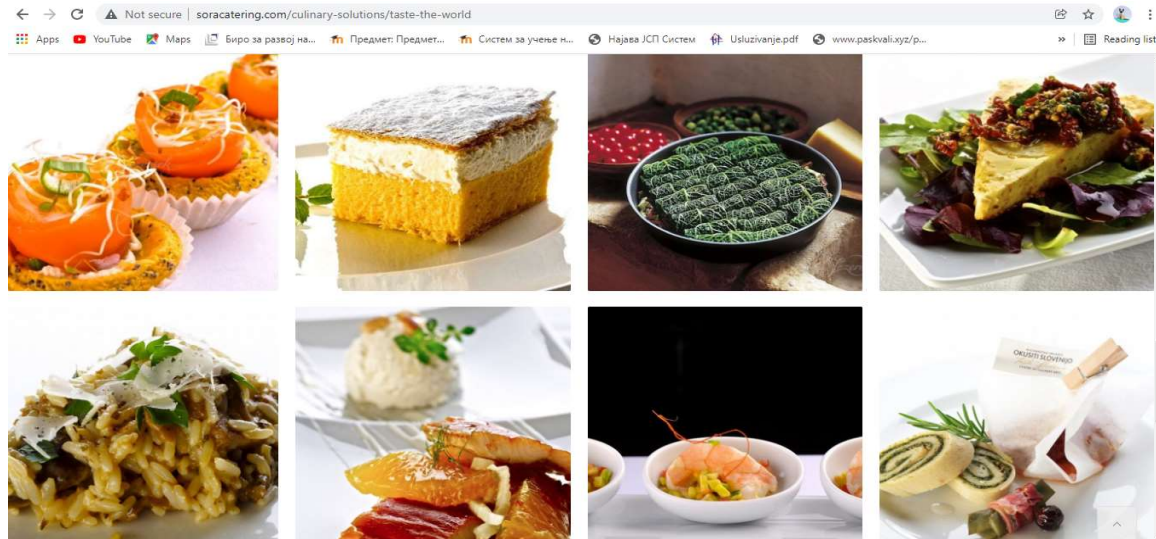 Not secure | soracatering.com/culinary-solutions/taste-the-world
Apps YouTube Maps Биро за развој на... Предмет: Предмет... Систем за учење н... Најава ЈСП Систем Usluzivanje.pdf www.paskvali.xyz/p... » Reading list
OKUSITI SLOVENIJO